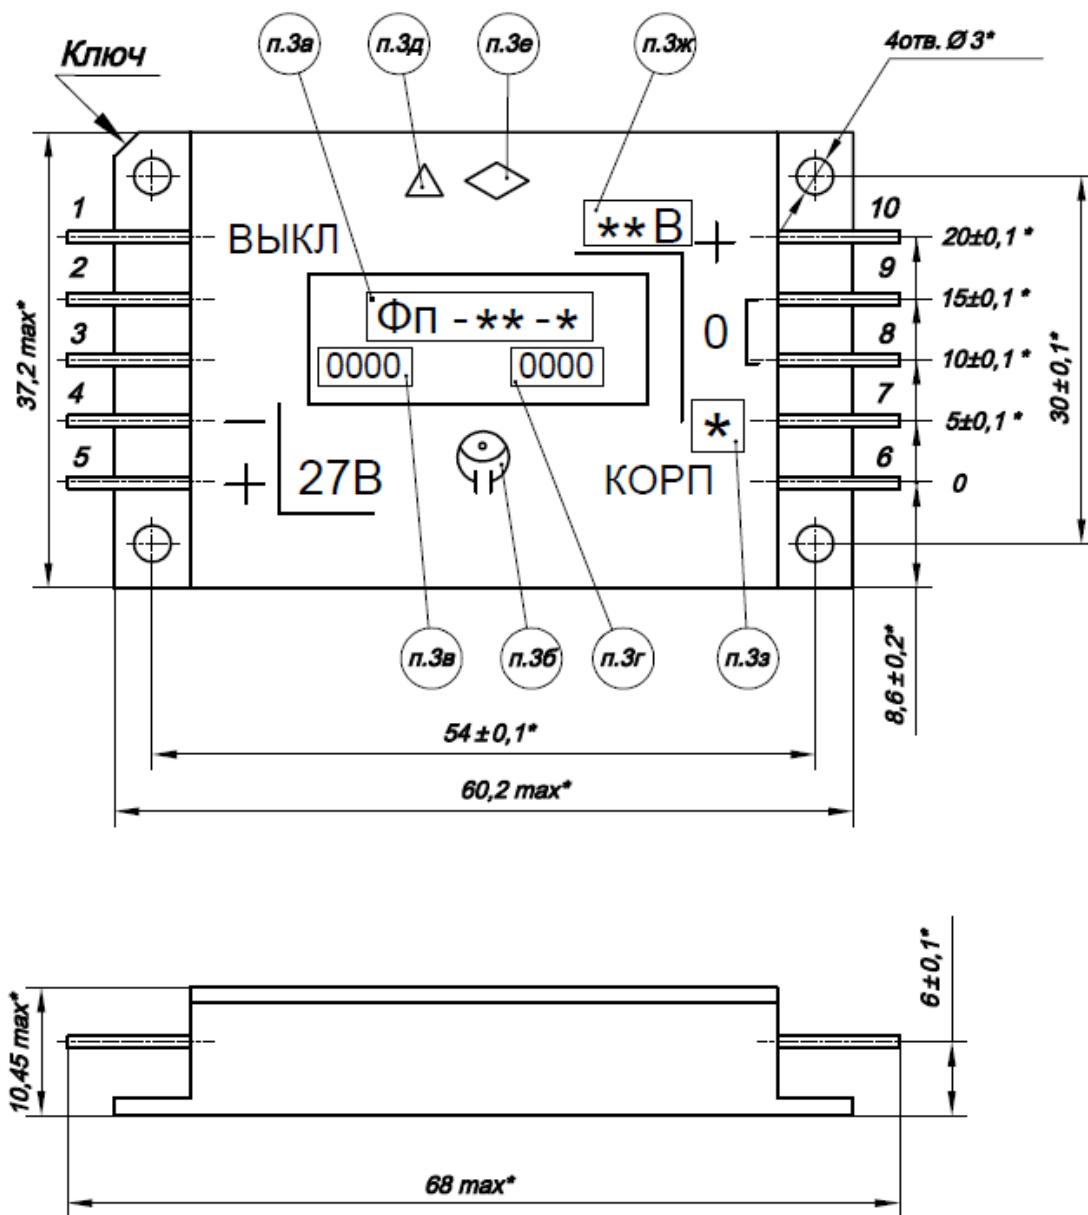 п.3а п.3д п.3е п.3ж 4отв. Ø 3*
Ключ
1 10
**В +
ВЫКЛ 20±0,1 *
2 9
Фп -**-* 15±0,1 *
3 0 8
0000 0000 10±0,1 *
37,2 max* 30±0,1*
4 7
– * 5±0,1 *
5 6
+ 27В КОРП 0
п.3в п.3б п.3г п.3з
8,6±0,2*
54±0,1*
60,2 max*
6±0,1*
10,45 max*
68 max*